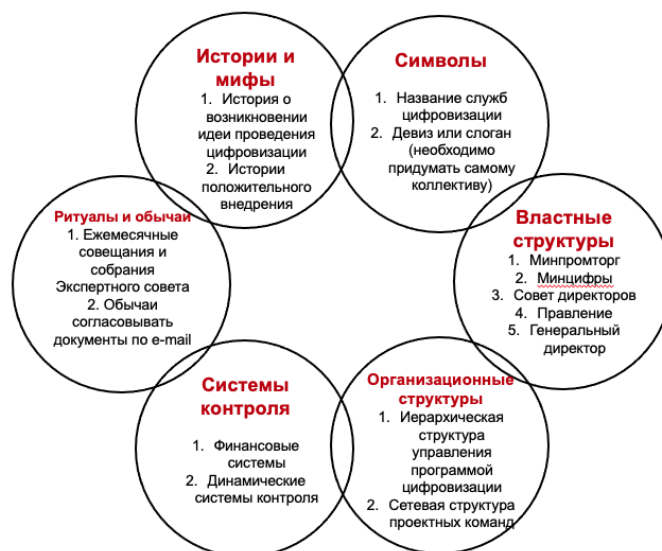 Истории и
мифы
1. История о
возникновении
идеи проведения
цифровизации
2. Истории
положительного
внедрения
Символы
1. Название служб
цифровизации
2. Девиз или слоган
(необходимо
придумать самому
коллективу)
Ритуалы и обычаи
1. Ежемесячные
совещания и
собрания
Экспертного совета
2. Обычаи
согласовывать
документы по e-mail
Властные
структуры
1. Минпромторг
2. Минцифры
3. Совет директоров
4. Правление
5. Генеральный
директор
Системы
контроля
1. Финансовые
системы
2. Динамические
системы контроля
Организационные
структуры
1. Иерархическая
структура
управления
программой
цифровизации
2. Сетевая структура
проектных команд